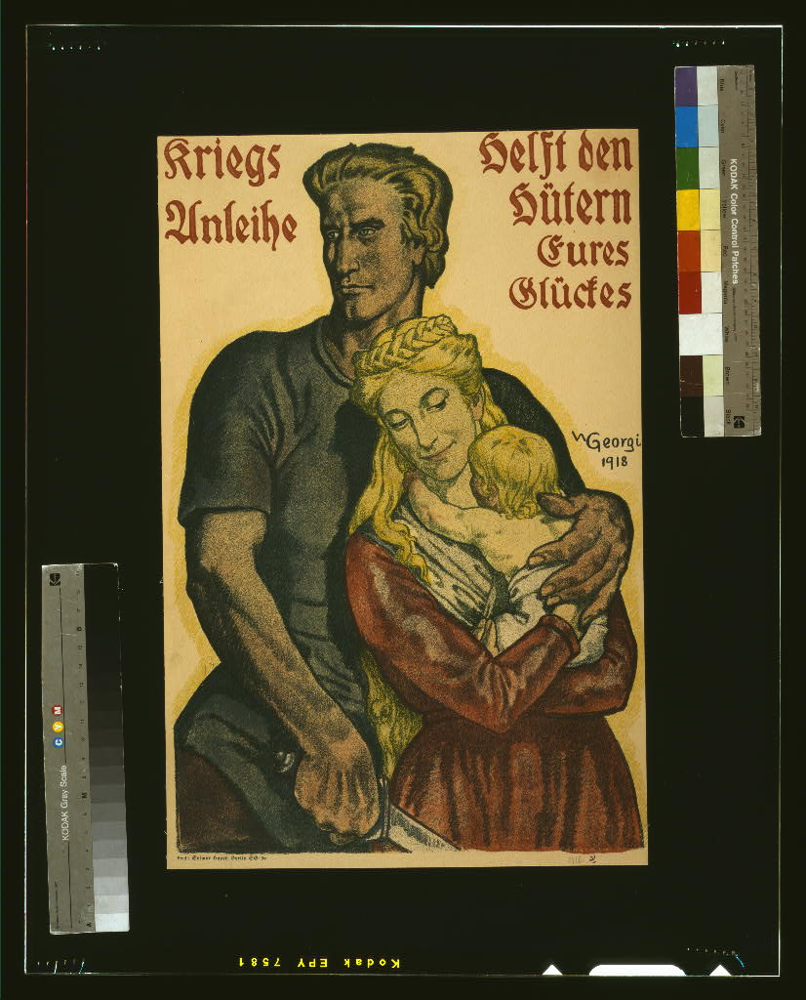 Kriegs
Anleihe
Helft den
Hütern
Eures
Glückes
W Georgi
1918
KODAK Color Control Patches
KODAK Gray Scale
C Y M
Kodak EPY 7581